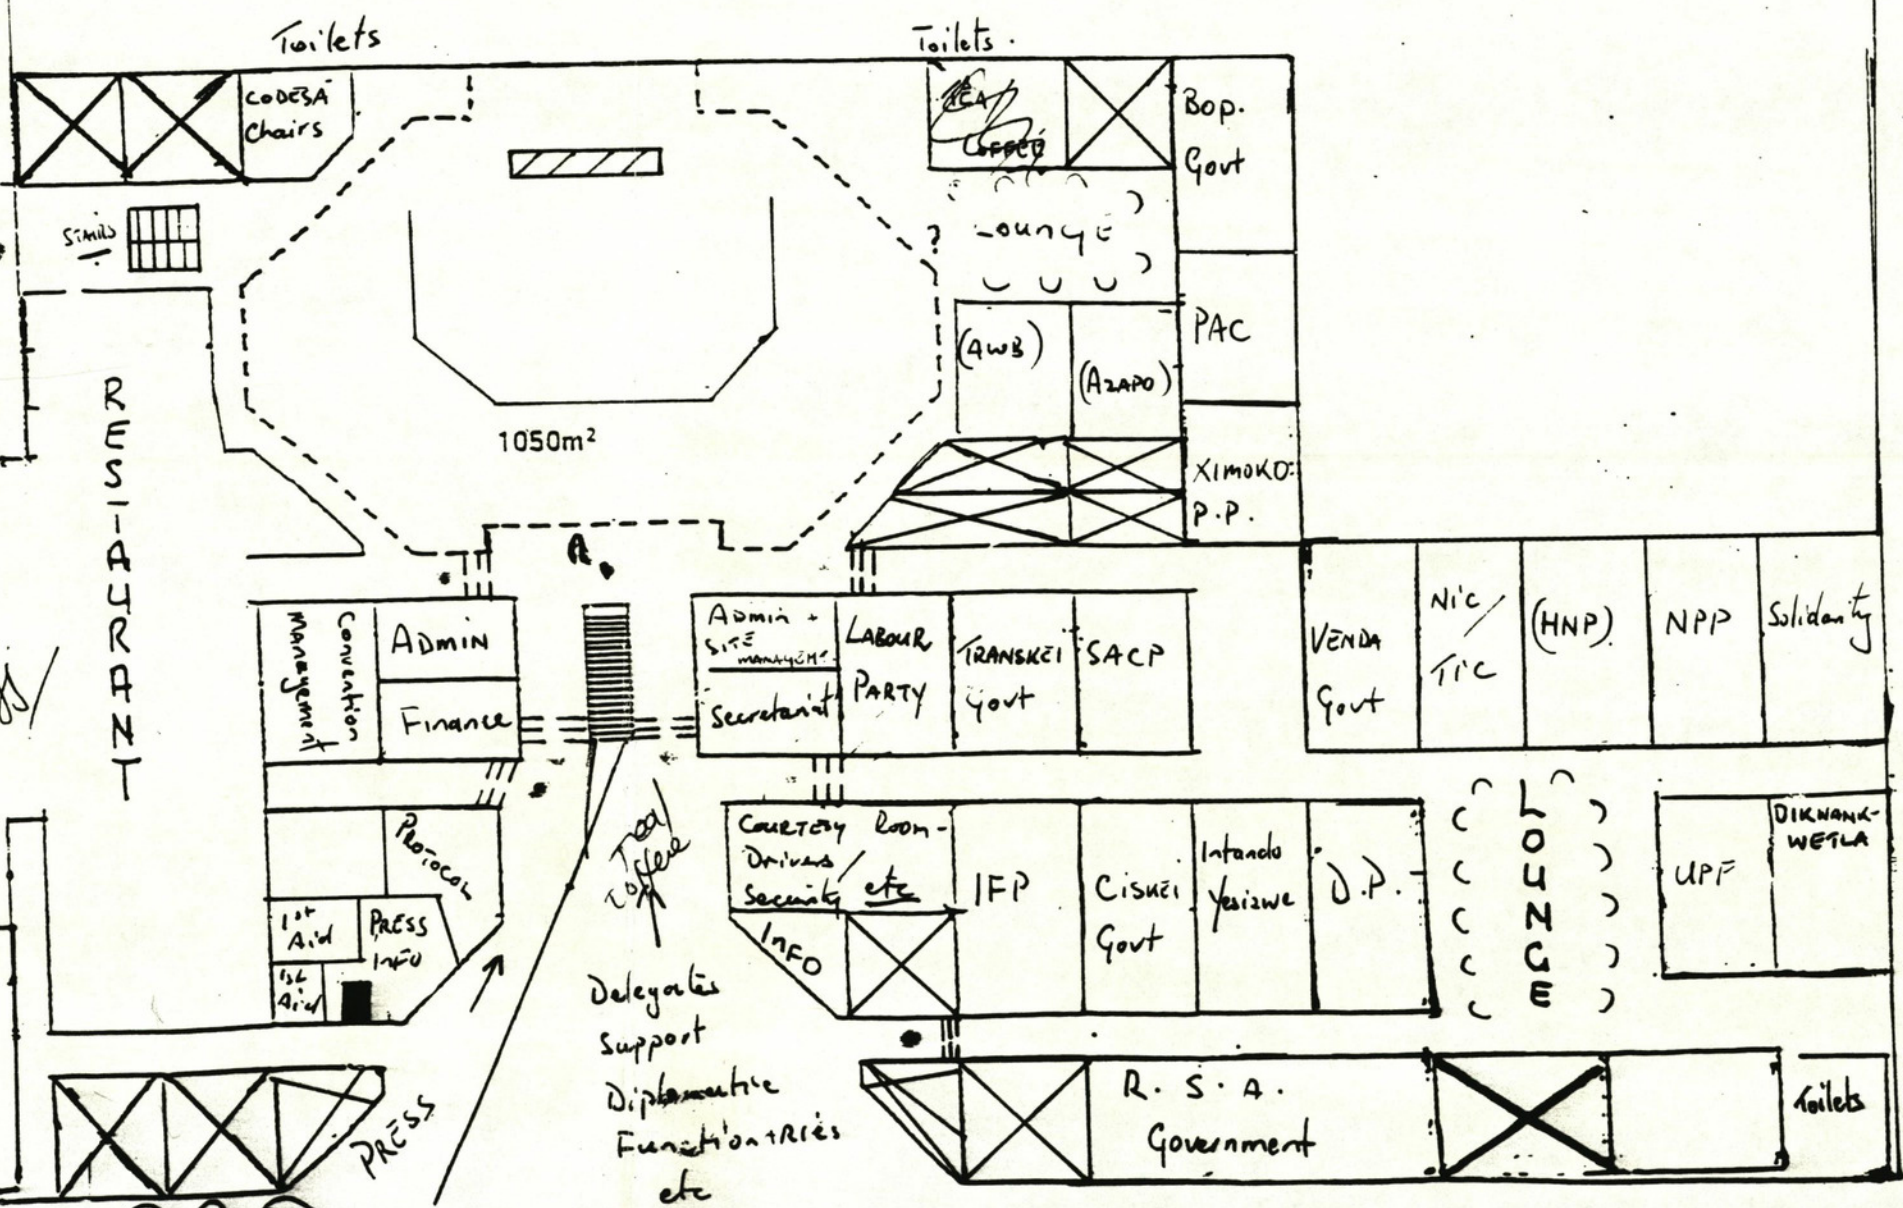 Toilets
Toilets.
CODESA
Chairs
TEA
COFFEE
Bop.
Govt
STAIRS
LOUNGE
?
PAC
(AWB)
(AZAPO)
1050m²
XIMOKO
P.P.
RESTAURANT
A.
Convention
Management
ADMIN
Finance
ADMIN +
SITE
MANAGEM.
Secretariat
LABOUR
PARTY
TRANSKEI
Govt
SACP
VENDA
Govt
NIC/
TIC
(HNP)
NPP
Solidarity
PROTOCOL
1st
Aid
PRESS
INFO
1st
Aid
Tea/
Coffee
COURTESY ROOM-
Drivers/
Security etc
INFO
IFP
CISKEI
Govt
Intando
Yesizwe
D.P.
LOUNGE
UPF
DIKWANK-
WETLA
Delegates
Support
Diplomatic
Functionaries
etc
PRESS
R. S. A.
Government
Toilets